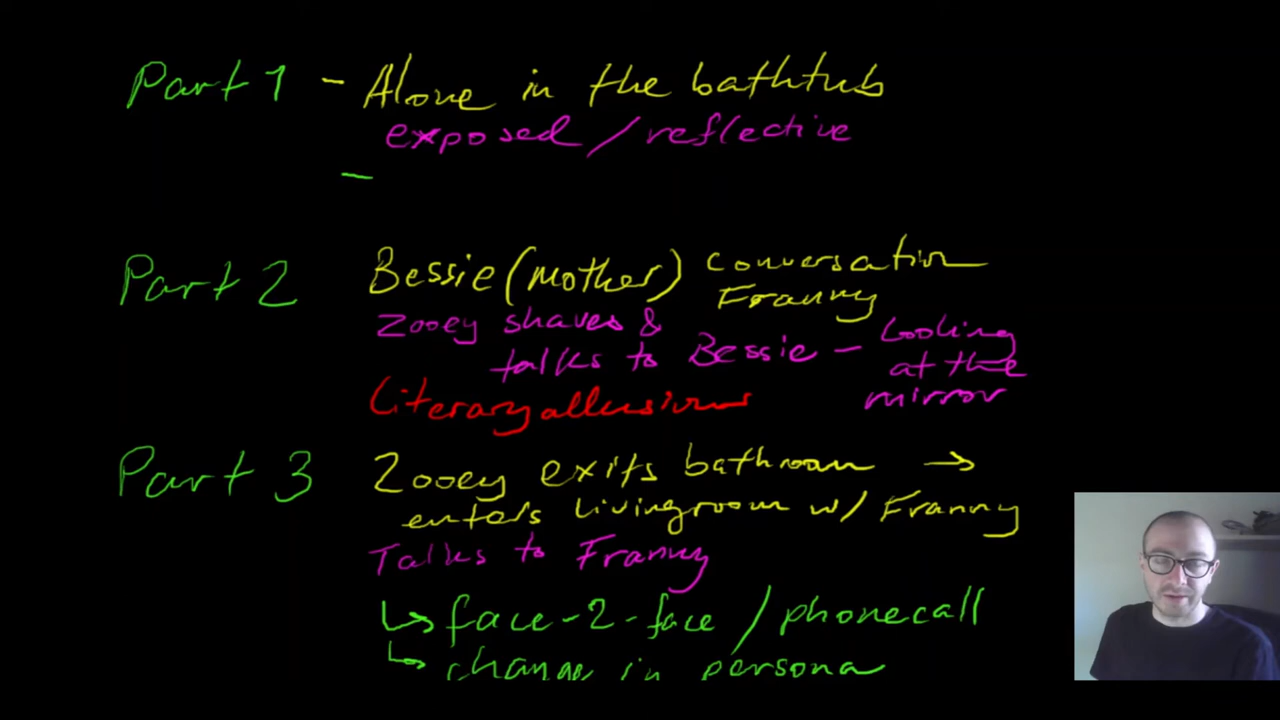 Part 1 - Alone in the bathtub
exposed / reflective
-
Part 2 Bessie (mother) conversation
Franny
Zooey shaves &
talks to Bessie - Looking
at the
mirror
Literary allusions
Part 3 Zooey exits bathroom →
enters livingroom w/ Franny
Talks to Franny
↳ face-2-face / phonecall
↳ change in persona